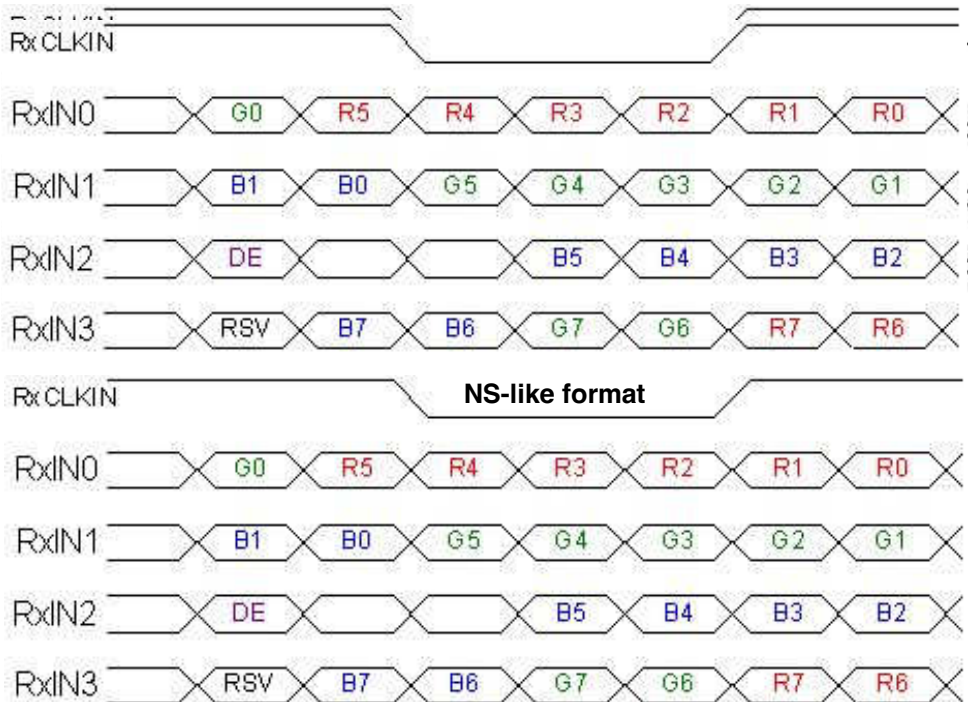 Rx CLKIN
RxIN0 G0 R5 R4 R3 R2 R1 R0
RxIN1 B1 B0 G5 G4 G3 G2 G1
RxIN2 DE B5 B4 B3 B2
RxIN3 RSV B7 B6 G7 G6 R7 R6
Rx CLKIN NS-like format
RxIN0 G0 R5 R4 R3 R2 R1 R0
RxIN1 B1 B0 G5 G4 G3 G2 G1
RxIN2 DE B5 B4 B3 B2
RxIN3 RSV B7 B6 G7 G6 R7 R6